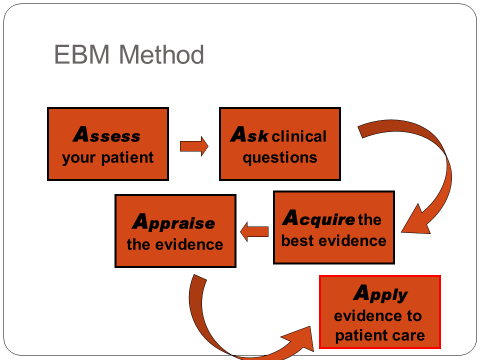 EBM Method
Assess
your patient
Ask clinical
questions
Acquire the
best evidence
Appraise
the evidence
Apply
evidence to
patient care